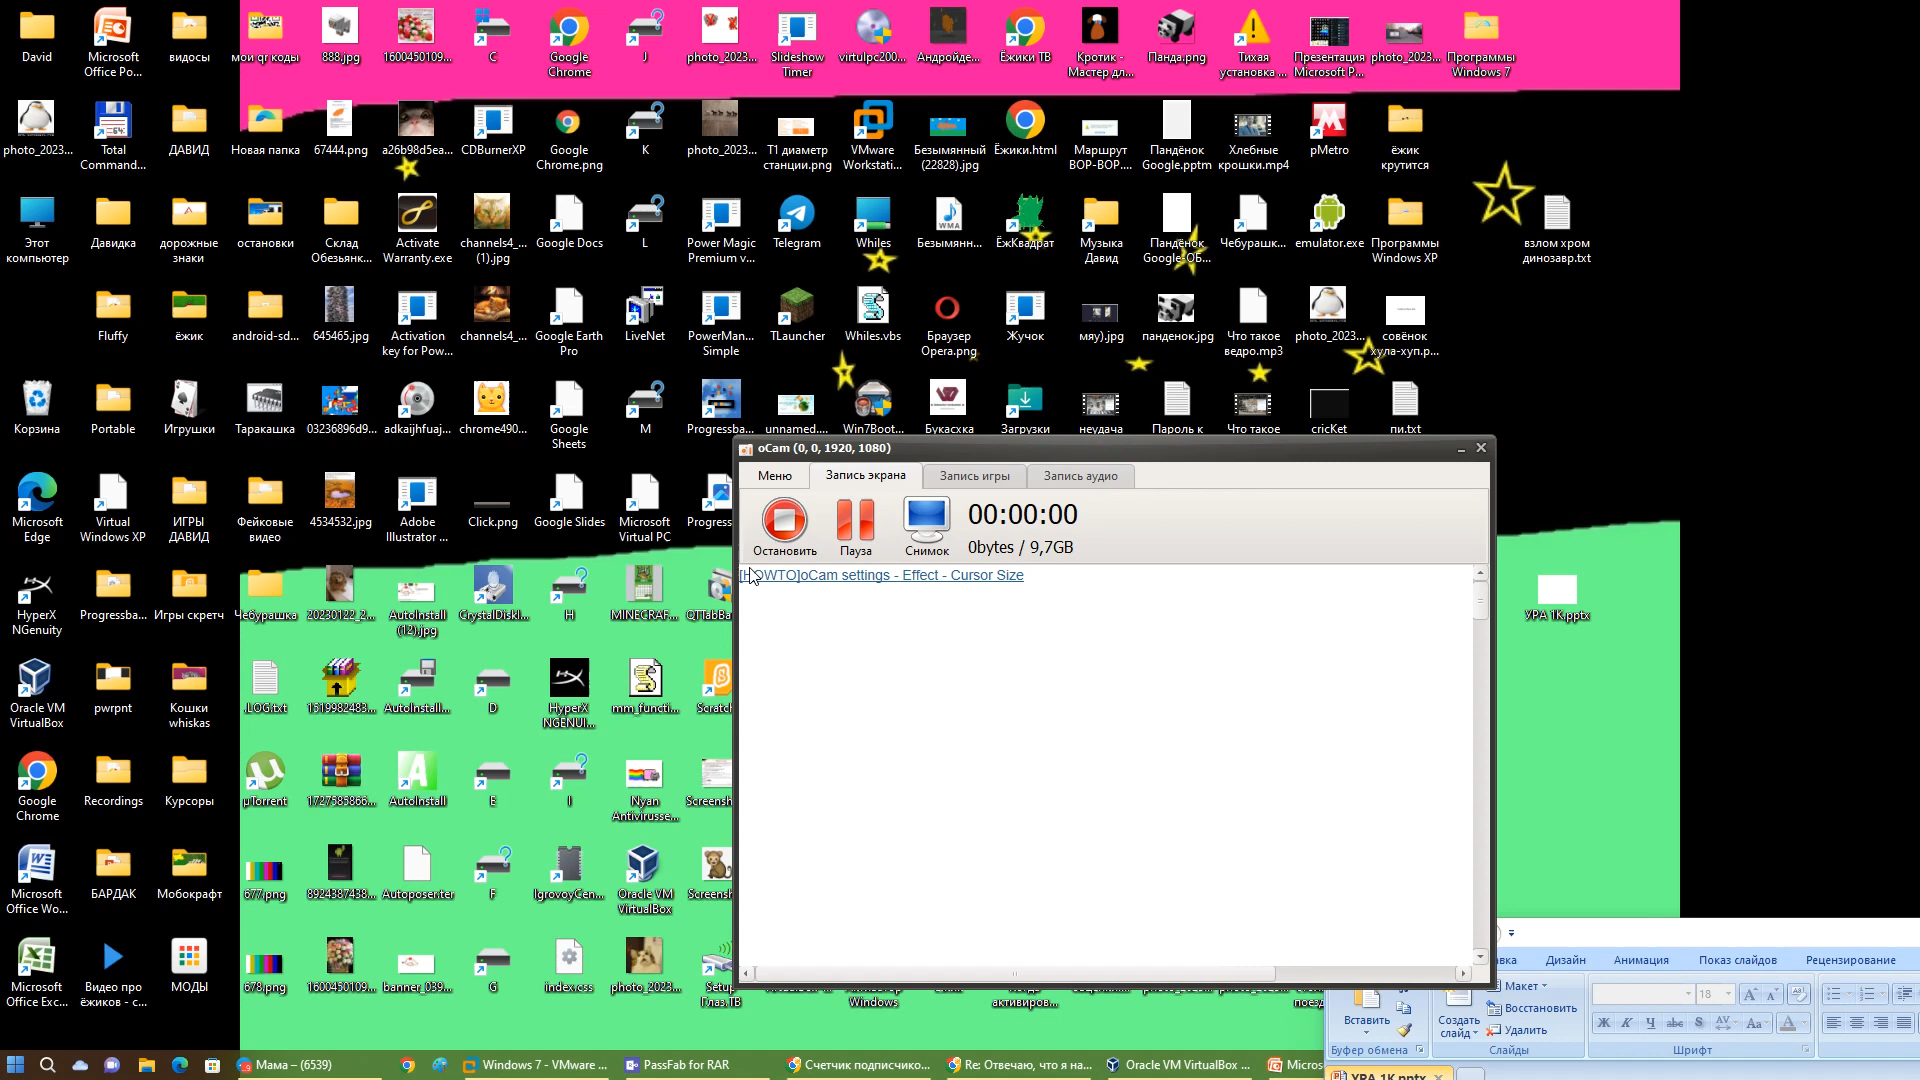 David
Microsoft Office Po...
видосы
мои qr коды
888.jpg
1600450109...
C
Google Chrome
J
photo_2023...
Slideshow Timer
virtulpc200...
Андройде...
Ёжики ТВ
Кротик - Мастер дл...
Панда.png
Тихая установка ...
Презентация Microsoft P...
photo_2023...
Программы Windows 7
photo_2023...
Total Command...
ДАВИД
Новая папка
67444.png
a26b98d5ea...
CDBurnerXP
Google Chrome.png
K
photo_2023...
Т1 диаметр станции.png
VMware Workstati...
Безымянный (22828).jpg
Ёжики.html
Маршрут ВОР-ВОР....
Пандёнок Google.pptm
Хлебные крошки.mp4
pMetro
ёжик крутится
Этот компьютер
Давидка
дорожные знаки
остановки
Склад Обезьянк...
Activate Warranty.exe
channels4_... (1).jpg
Google Docs
L
Power Magic Premium v...
Telegram
Whiles
Безымянн...
ЁжКвадрат
Музыка Давид
Пандёнок Google-ОБ...
Чебурашк...
emulator.exe
Программы Windows XP
взлом хром динозавр.txt
Fluffy
ёжик
android-sd...
645465.jpg
Activation key for Pow...
channels4_...
Google Earth Pro
LiveNet
PowerMan... Simple
TLauncher
Whiles.vbs
Браузер Opera.png
Жучок
мяу).jpg
панденок.jpg
Что такое ведро.mp3
photo_2023...
совёнок хула-хуп.p...
Корзина
Portable
Игрушки
Таракашка
03236896d9...
adkaijhfuaj...
chrome490...
Google Sheets
M
Progressba...
unnamed....
Win7Boot...
Букасхка
Загрузки
неудача
Пароль к
Что такое
cricKet
пи.txt
oCam (0, 0, 1920, 1080)
Меню
Запись экрана
Запись игры
Запись аудио
Остановить
Пауза
Снимок
00:00:00
0bytes / 9,7GB
[HOWTO]oCam settings - Effect - Cursor Size
Microsoft Edge
Virtual Windows XP
ИГРЫ ДАВИД
Фейковые видео
4534532.jpg
Adobe Illustrator ...
Click.png
Google Slides
Microsoft Virtual PC
Progress
HyperX NGenuity
Progressba...
Игры скретч
Чебурашка
20230122_2...
AutoInstall (12).jpg
CrystalDiskI...
H
MINECRAF...
QTTabBa
УРА 1К.pptx
Oracle VM VirtualBox
pwrpnt
Кошки whiskas
.LOG.txt
1519982483...
AutoInstall...
D
HyperX NGENUI...
mm_functi...
Scratch
Google Chrome
Recordings
Курсоры
µTorrent
1727585866...
AutoInstall
E
I
Nyan Antivirusse...
Screensh
Microsoft Office Wo...
БАРДАК
Мобокрафт
677.png
8924387438...
Autoposer.ter
F
IgrovoyCen...
Oracle VM VirtualBox
Screensh
Microsoft Office Exc...
Видео про ёжиков - с...
МОДЫ
678.png
1600450109...
banner_039...
G
index.css
photo_2023...
Setup Глаз.ТВ
Windows
активиров...
поезд
Дизайн
Анимация
Показ слайдов
Рецензирование
Вставить
Буфер обмена
Создать слайд
Макет
Восстановить
Удалить
Слайды
18
Ж К Ч abc S AV Aa A
Шрифт
УРА 1К.pptx
Мама – (6539)
Windows 7 - VMware ...
PassFab for RAR
Счетчик подписчико...
Re: Отвечаю, что я на...
Oracle VM VirtualBox ...
Micros